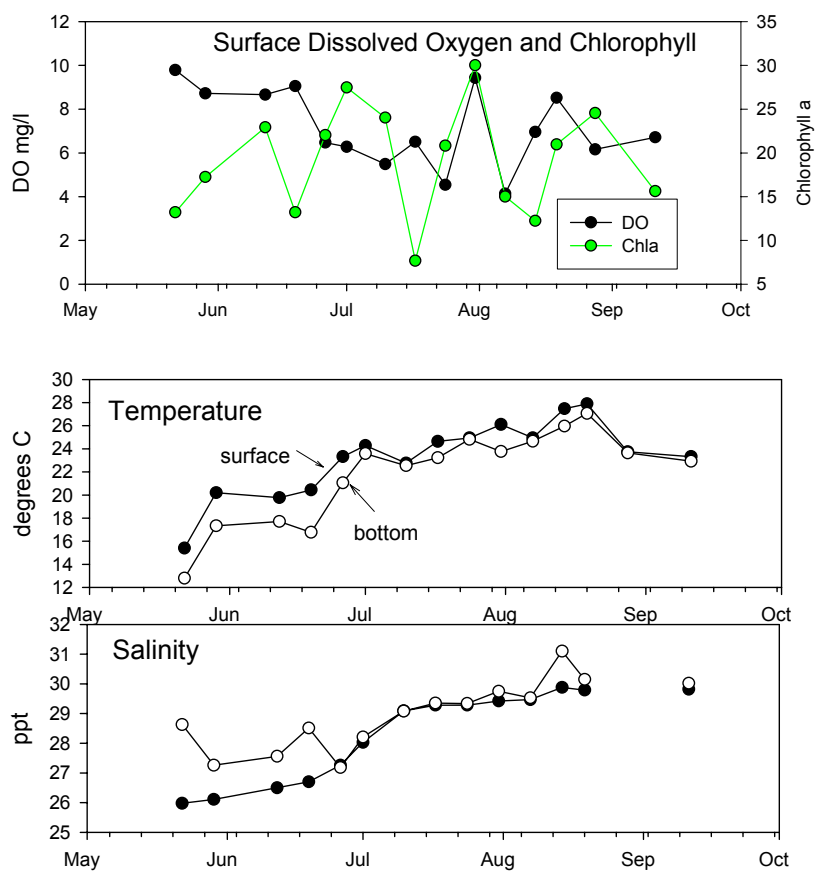 Surface Dissolved Oxygen and Chlorophyll
12
10
8
6
4
2
0
DO mg/l
35
30
25
20
15
10
5
Chlorophyll a
DO
Chla
May Jun Jul Aug Sep Oct
Temperature
30
28
26
24
22
20
18
16
14
12
degrees C
surface
bottom
May Jun Jul Aug Sep Oct
Salinity
32
31
30
29
28
27
26
25
ppt
May Jun Jul Aug Sep Oct